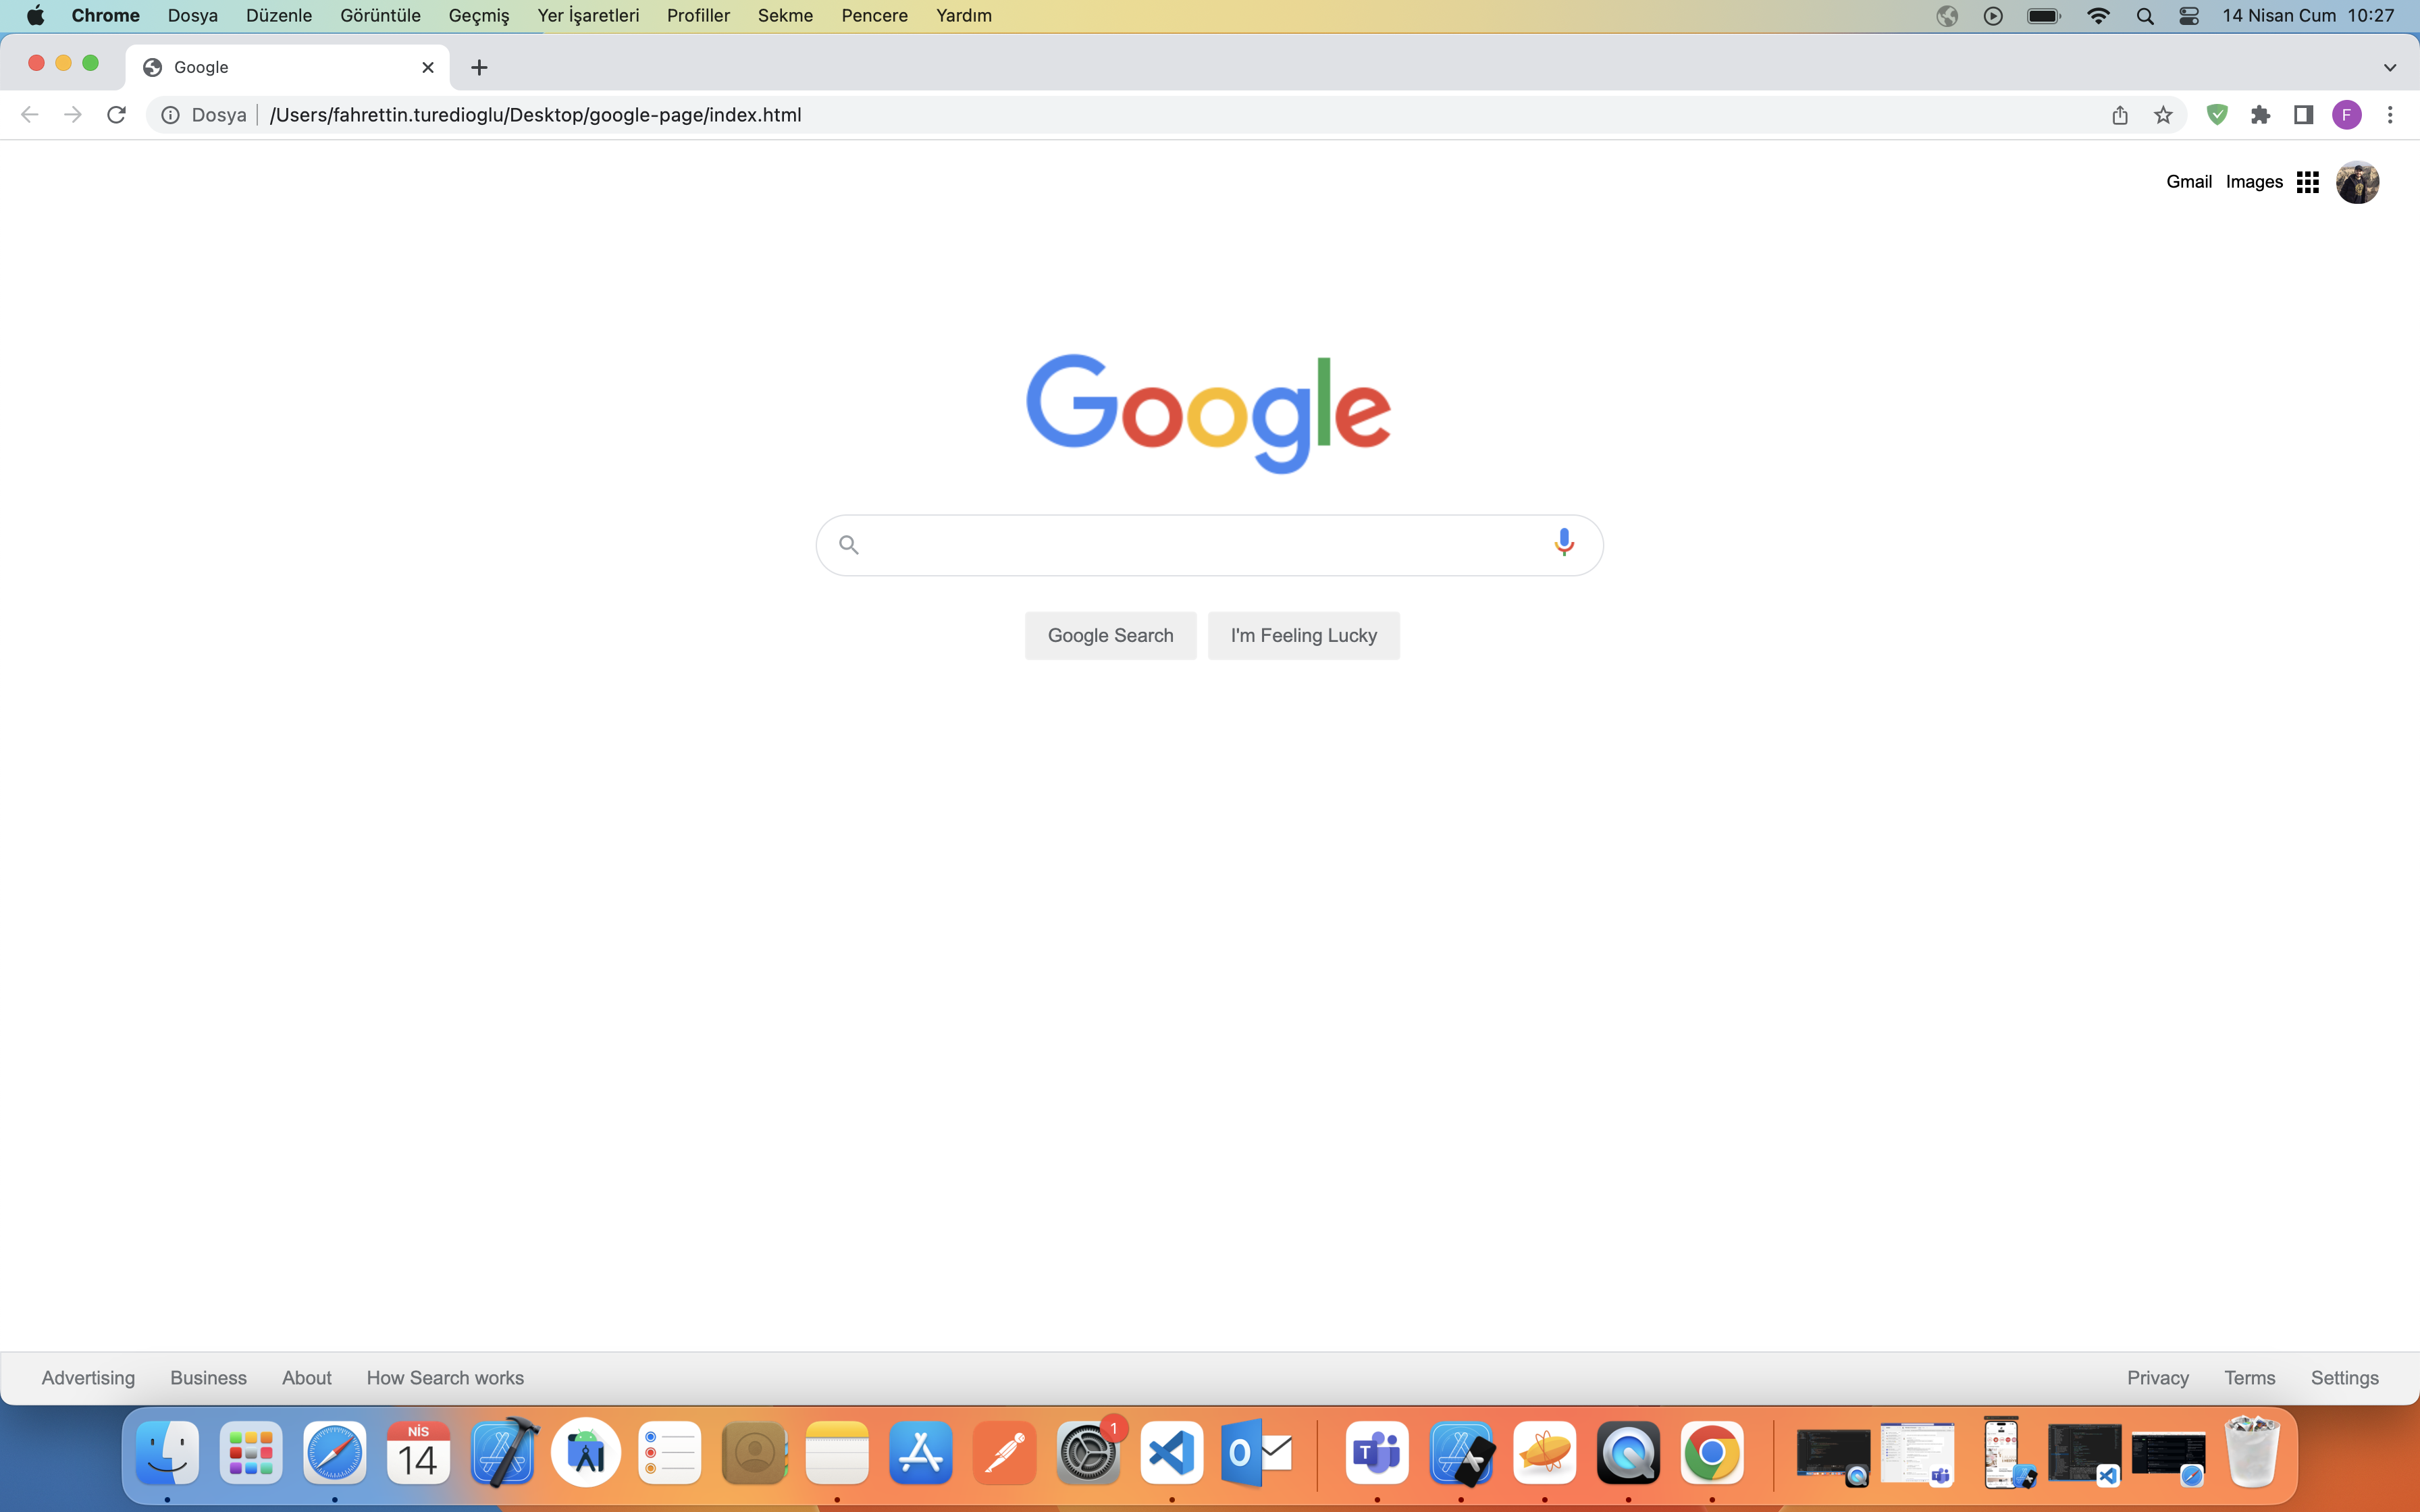 Chrome Dosya Düzenle Görüntüle Geçmiş Yer İşaretleri Profiller Sekme Pencere Yardım 14 Nisan Cum 10:27
Google
Dosya /Users/fahrettin.turedioglu/Desktop/google-page/index.html F
Gmail Images
Google
Google Search I'm Feeling Lucky
Advertising Business About How Search works Privacy Terms Settings
NİS
14
1